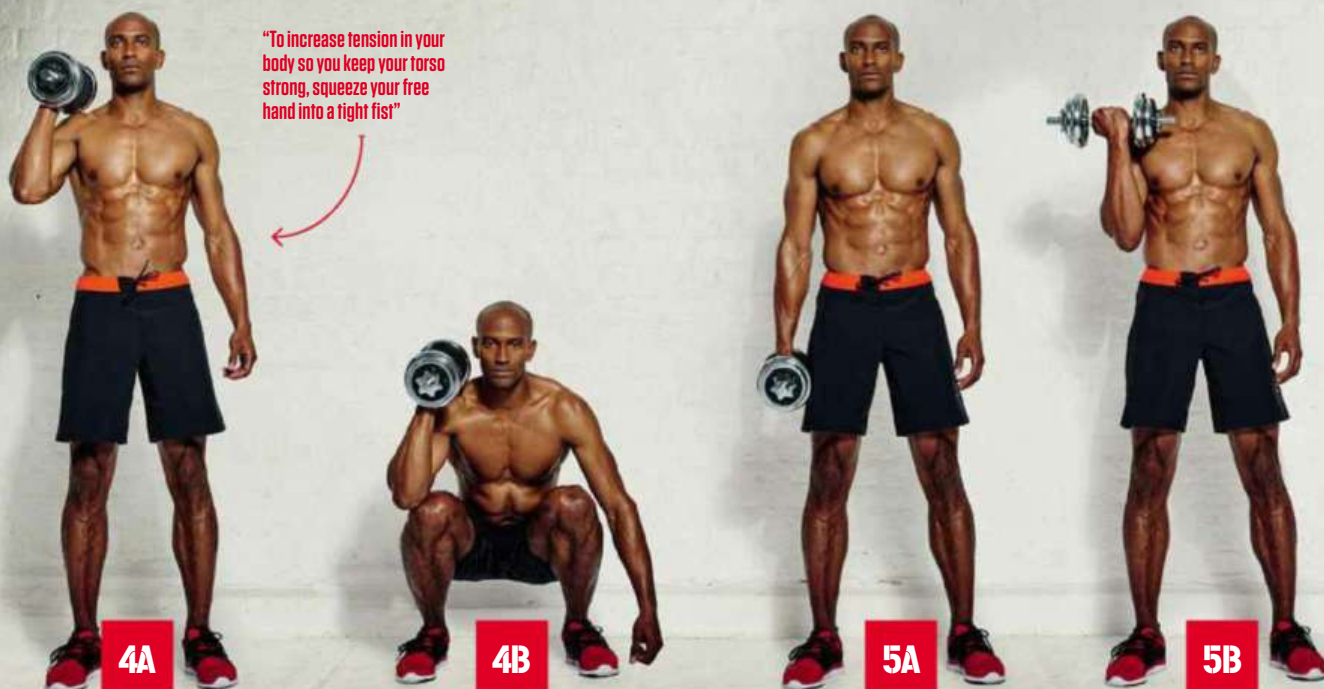 “To increase tension in your
body so you keep your torso
strong, squeeze your free
hand into a tight fist”
4A
4B
5A
5B